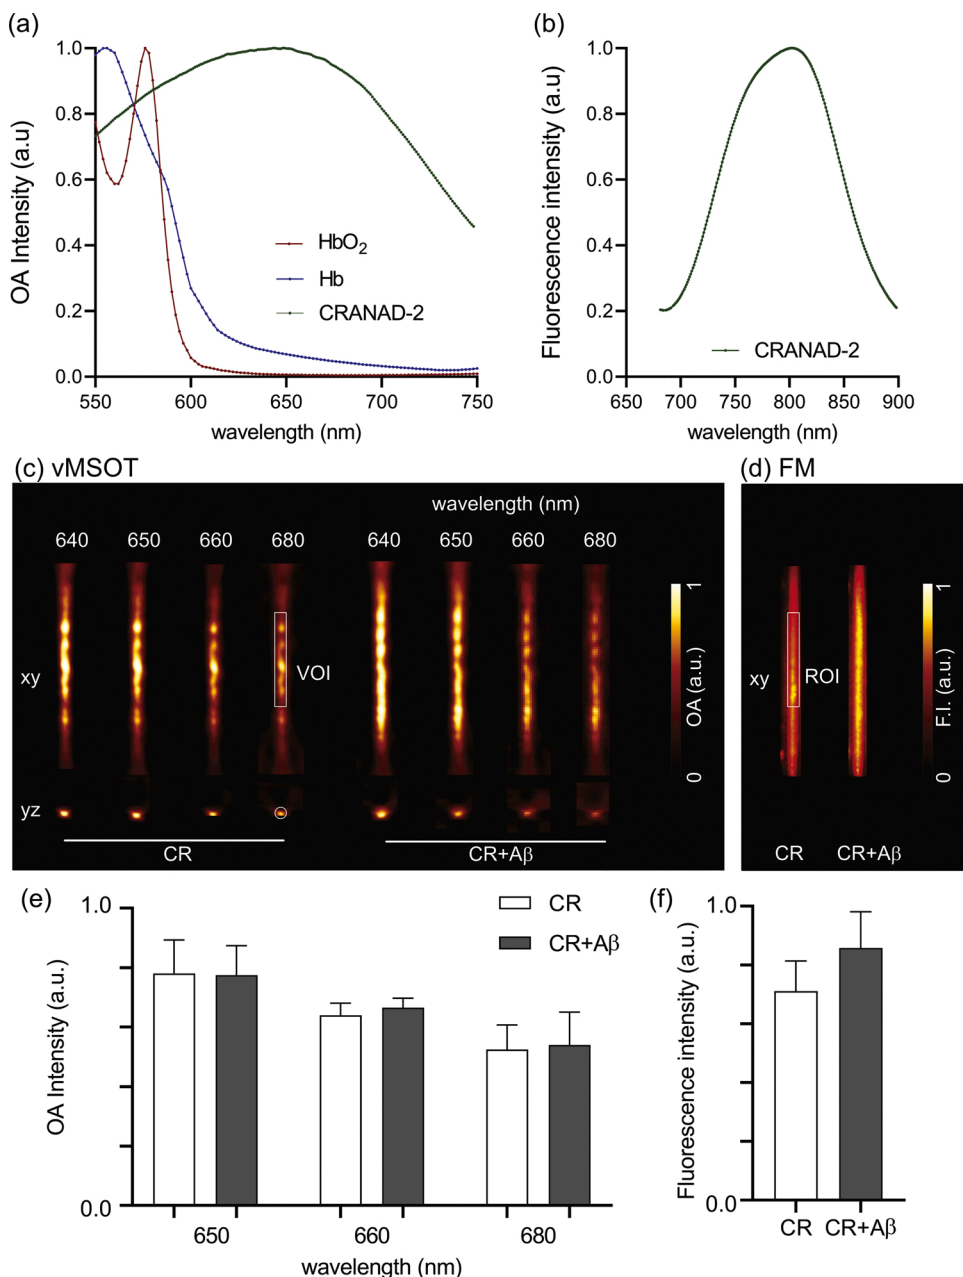 (a)
1.0
0.8
0.6
0.4
0.2
0.0
OA Intensity (a.u)
HbO₂
Hb
CRANAD-2
550 600 650 700 750
wavelength (nm)
(b)
1.0
0.8
0.6
0.4
0.2
0.0
Fluorescence intensity (a.u)
CRANAD-2
650 700 750 800 850 900
wavelength (nm)
(c) vMSOT
wavelength (nm)
640 650 660 680 640 650 660 680
xy
VOI
yz
CR
CR+Aβ
1
OA (a.u.)
0
(d) FM
xy
ROI
1
F.I. (a.u.)
0
CR CR+Aβ
(e)
1.0
0.0
OA Intensity (a.u.)
CR
CR+Aβ
650 660 680
wavelength (nm)
(f)
1.0
0.0
Fluorescence intensity (a.u.)
CR CR+Aβ